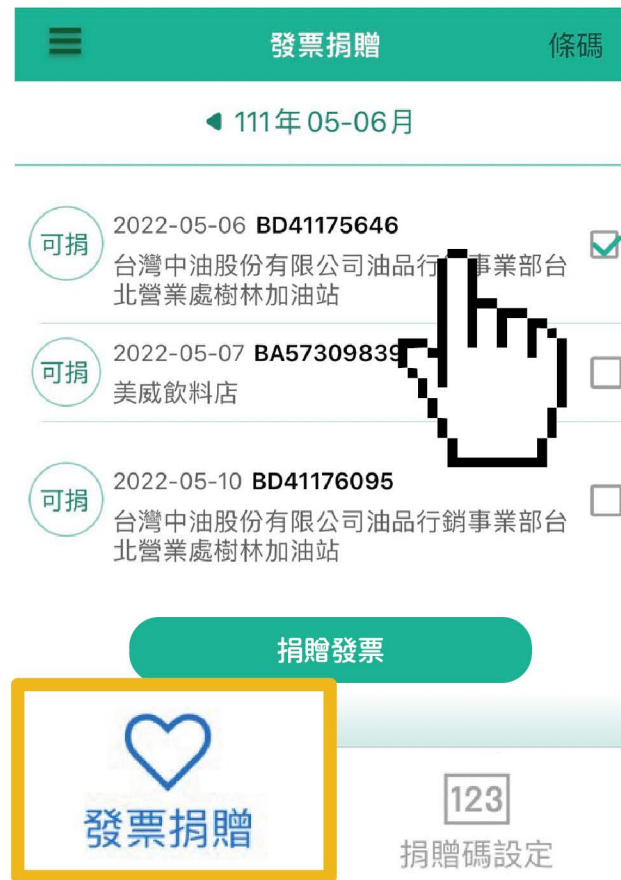 發票捐贈
條碼
111年05-06月
可捐
2022-05-06 BD41175646
台灣中油股份有限公司油品行銷事業部台
北營業處樹林加油站
可捐
2022-05-07 BA57309839
美威飲料店
可捐
2022-05-10 BD41176095
台灣中油股份有限公司油品行銷事業部台
北營業處樹林加油站
捐贈發票
發票捐贈
123
捐贈碼設定